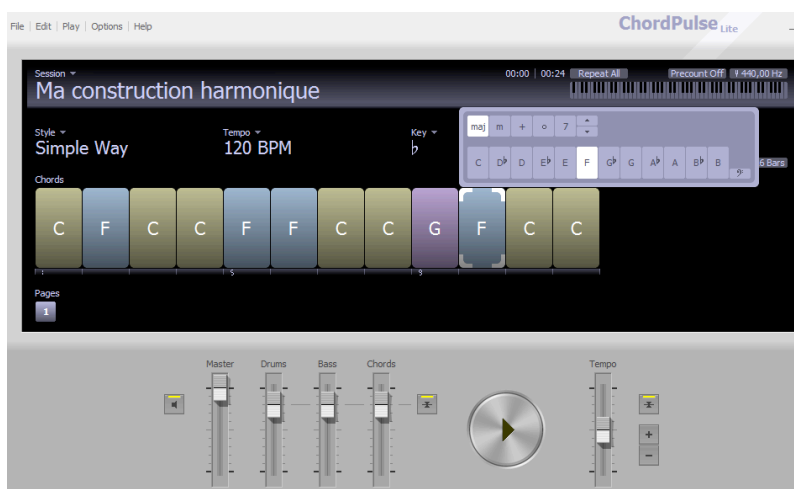 File | Edit | Play | Options | Help
ChordPulse Lite
Session
00:00 | 00:24 Repeat All Precount Off 440,00 Hz
Ma construction harmonique
Style Tempo Key
Simple Way 120 BPM ♭
maj m + o 7
C D♭ D E♭ E F G♭ G A♭ A B♭ B
6 Bars
Chords
C F C C F F C C G F C C
1 5 9
Pages
1
Master Drums Bass Chords Tempo
+
-